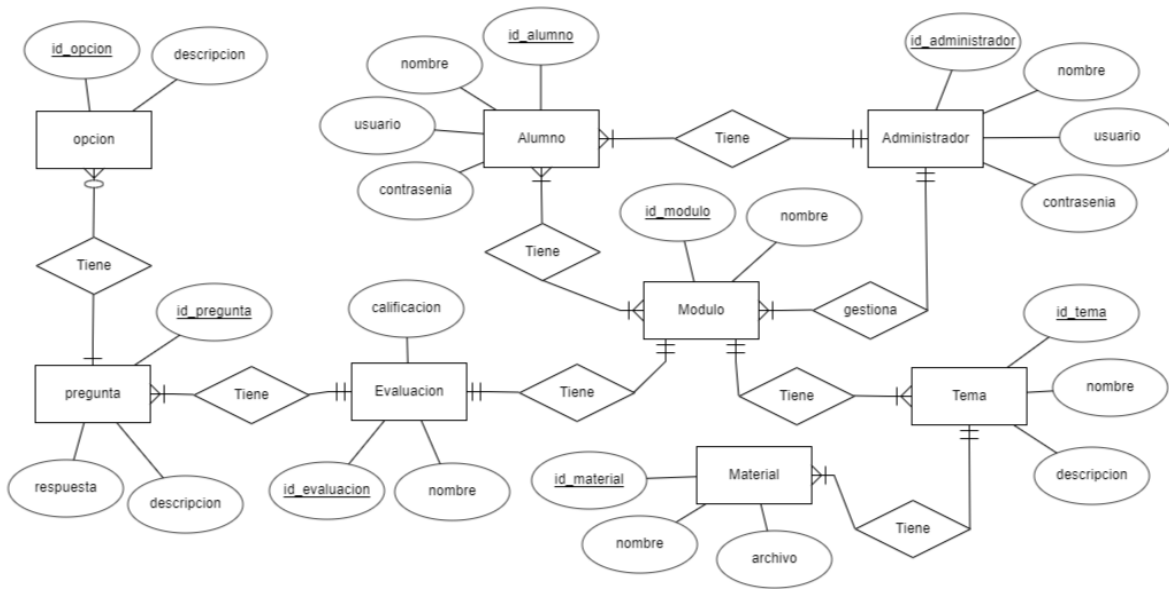 id_opcion
descripcion
opcion
Tiene
id_alumno
nombre
usuario
Alumno
contrasenia
Tiene
id_administrador
nombre
Administrador
usuario
contrasenia
Tiene
id_modulo
nombre
Modulo
gestiona
id_pregunta
pregunta
respuesta
descripcion
Tiene
calificacion
Evaluacion
id_evaluacion
nombre
Tiene
Tiene
id_tema
Tema
nombre
descripcion
id_material
Material
nombre
archivo
Tiene